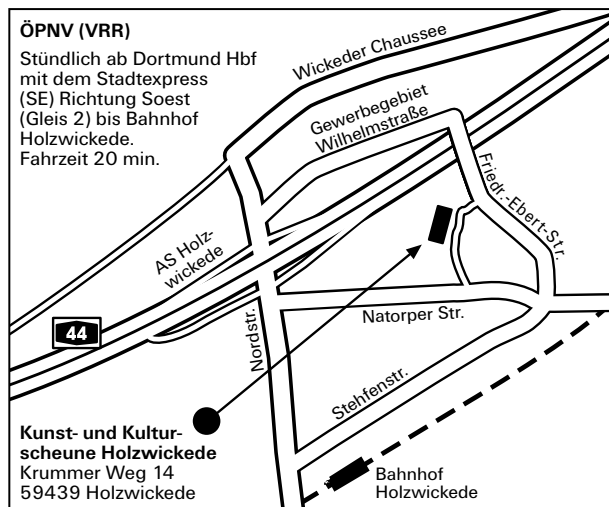 ÖPNV (VRR)
Stündlich ab Dortmund Hbf
mit dem Stadtexpress
(SE) Richtung Soest
(Gleis 2) bis Bahnhof
Holzwickede.
Fahrzeit 20 min.
Wickeder Chaussee
Gewerbegebiet
Wilhelmstraße
Friedr.-Ebert-Str.
AS Holz-
wickede
44
Nordstr.
Natorper Str.
Stehfenstr.
Kunst- und Kultur-
scheune Holzwickede
Krummer Weg 14
59439 Holzwickede
Bahnhof
Holzwickede